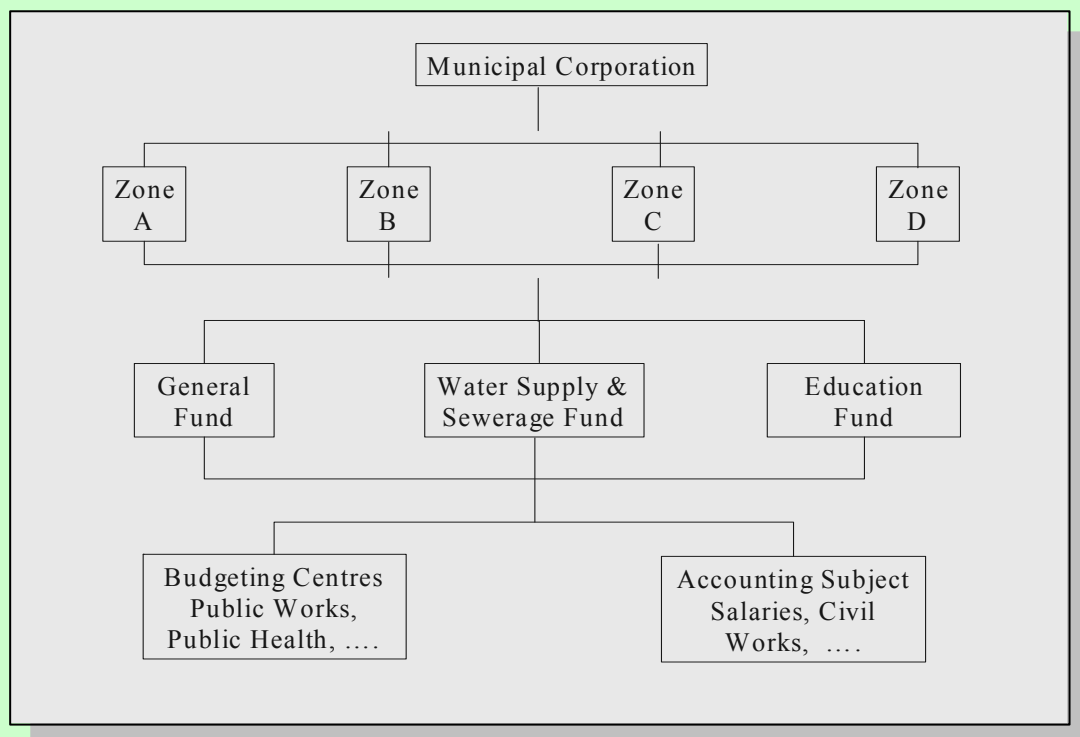 Municipal Corporation
Zone
A
Zone
B
Zone
C
Zone
D
General
Fund
Water Supply &
Sewerage Fund
Education
Fund
Budgeting Centres
Public Works,
Public Health, ….
Accounting Subject
Salaries, Civil
Works,  ….